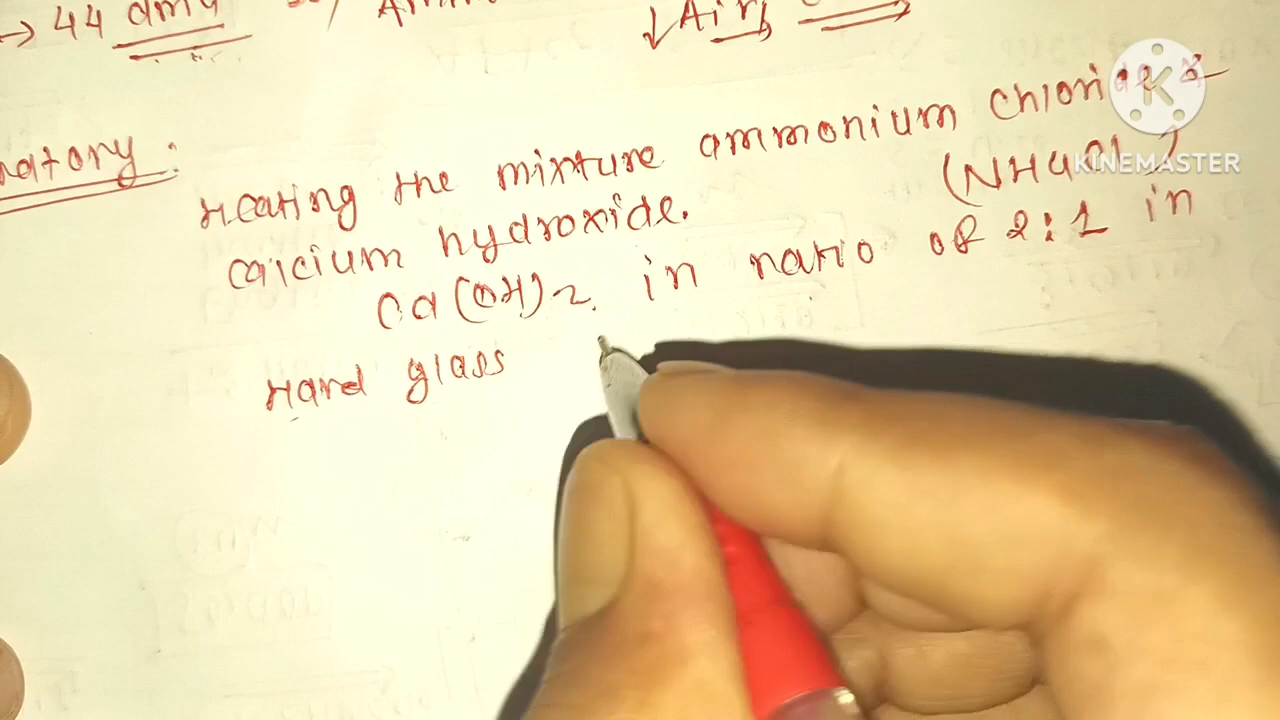 → 44 amu
↓ Air,
ratory :
Heating the mixture ammonium chloride &
(NH4Cl)
calcium hydroxide.
Ca(OH)2 in ratio of 2:1 in
Hard glass
K
KINEMASTER